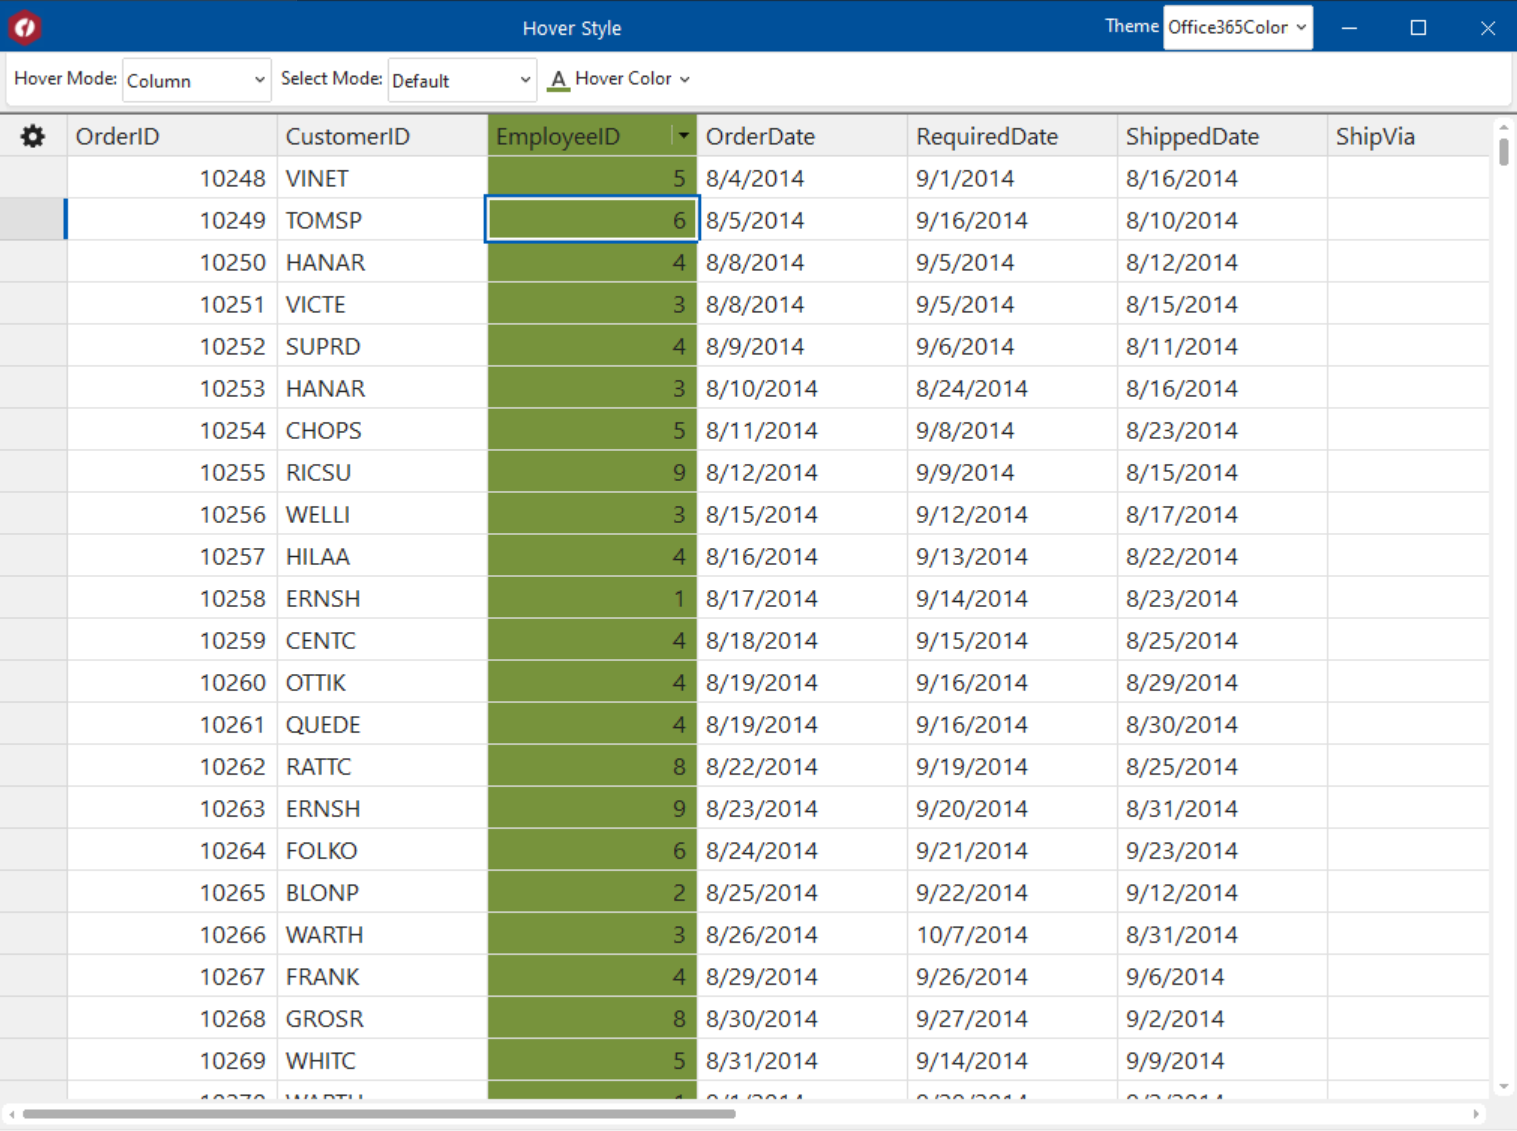 Hover Style Theme Office365Color
Hover Mode: Column Select Mode: Default A Hover Color
OrderID CustomerID EmployeeID OrderDate RequiredDate ShippedDate ShipVia
10248 VINET 5 8/4/2014 9/1/2014 8/16/2014
10249 TOMSP 6 8/5/2014 9/16/2014 8/10/2014
10250 HANAR 4 8/8/2014 9/5/2014 8/12/2014
10251 VICTE 3 8/8/2014 9/5/2014 8/15/2014
10252 SUPRD 4 8/9/2014 9/6/2014 8/11/2014
10253 HANAR 3 8/10/2014 8/24/2014 8/16/2014
10254 CHOPS 5 8/11/2014 9/8/2014 8/23/2014
10255 RICSU 9 8/12/2014 9/9/2014 8/15/2014
10256 WELLI 3 8/15/2014 9/12/2014 8/17/2014
10257 HILAA 4 8/16/2014 9/13/2014 8/22/2014
10258 ERNSH 1 8/17/2014 9/14/2014 8/23/2014
10259 CENTC 4 8/18/2014 9/15/2014 8/25/2014
10260 OTTIK 4 8/19/2014 9/16/2014 8/29/2014
10261 QUEDE 4 8/19/2014 9/16/2014 8/30/2014
10262 RATTC 8 8/22/2014 9/19/2014 8/25/2014
10263 ERNSH 9 8/23/2014 9/20/2014 8/31/2014
10264 FOLKO 6 8/24/2014 9/21/2014 9/23/2014
10265 BLONP 2 8/25/2014 9/22/2014 9/12/2014
10266 WARTH 3 8/26/2014 10/7/2014 8/31/2014
10267 FRANK 4 8/29/2014 9/26/2014 9/6/2014
10268 GROSR 8 8/30/2014 9/27/2014 9/2/2014
10269 WHITC 5 8/31/2014 9/14/2014 9/9/2014